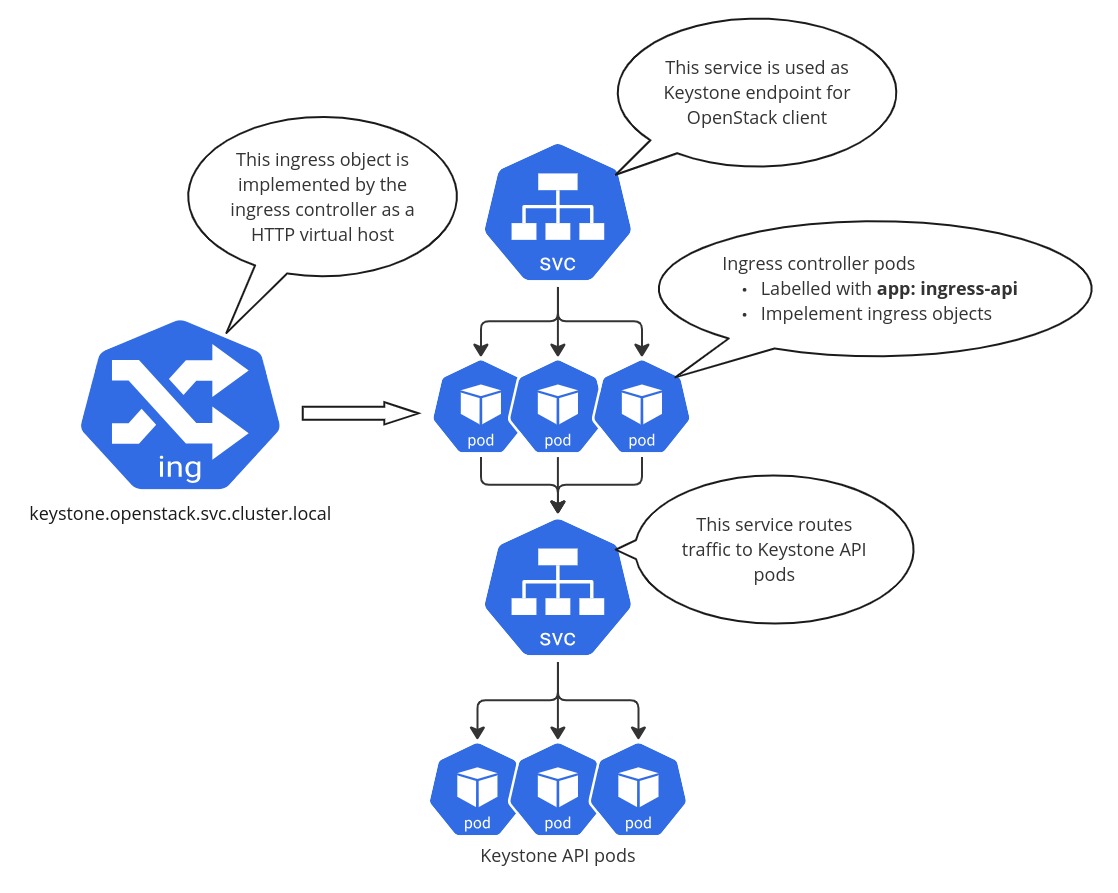 This service is used as
Keystone endpoint for
OpenStack client
This ingress object is
implemented by the
ingress controller as a
HTTP virtual host
svc
Ingress controller pods
• Labelled with app: ingress-api
• Impelement ingress objects
pod
pod
pod
ing
keystone.openstack.svc.cluster.local
This service routes
traffic to Keystone API
pods
svc
pod
pod
pod
Keystone API pods